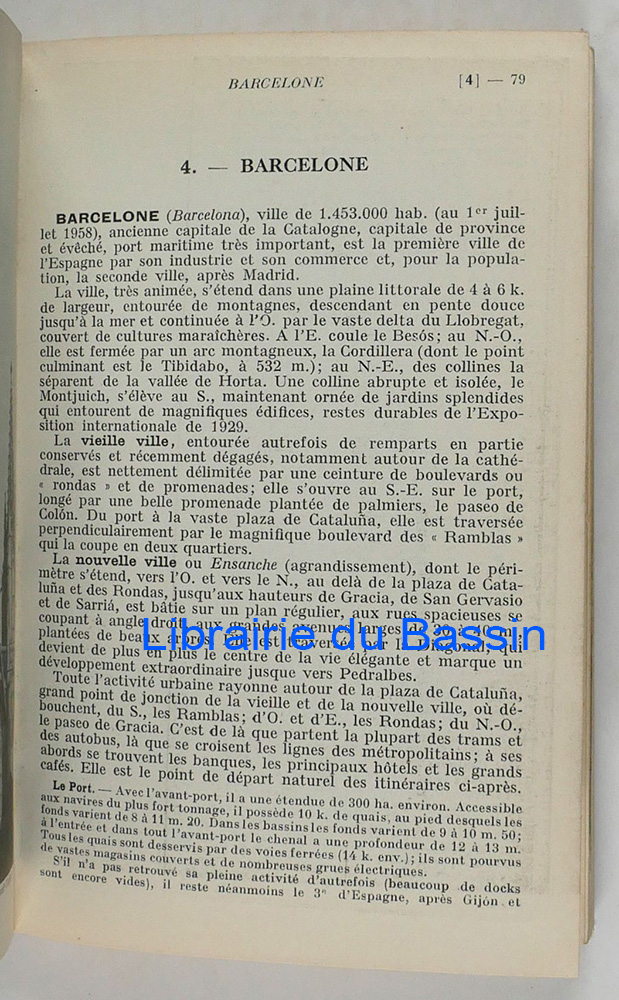 BARCELONE
[4] — 79
4. — BARCELONE
BARCELONE (Barcelona), ville de 1.453.000 hab. (au 1er juil-
let 1958), ancienne capitale de la Catalogne, capitale de province
et évêché, port maritime très important, est la première ville de
l'Espagne par son industrie et son commerce et, pour la popula-
tion, la seconde ville, après Madrid.
La ville, très animée, s'étend dans une plaine littorale de 4 à 6 k.
de largeur, entourée de montagnes, descendant en pente douce
jusqu'à la mer et continuée à l'O. par le vaste delta du Llobregat,
couvert de cultures maraîchères. A l'E. coule le Besós; au N.-O.,
elle est fermée par un arc montagneux, la Cordillera (dont le point
culminant est le Tibidabo, à 532 m.); au N.-E., des collines la
séparent de la vallée de Horta. Une colline abrupte et isolée, le
Montjuich, s'élève au S., maintenant ornée de jardins splendides
qui entourent de magnifiques édifices, restes durables de l'Expo-
sition internationale de 1929.
La vieille ville, entourée autrefois de remparts en partie
conservés et récemment dégagés, notamment autour de la cathé-
drale, est nettement délimitée par une ceinture de boulevards ou
« rondas » et de promenades; elle s'ouvre au S.-E. sur le port,
longé par une belle promenade plantée de palmiers, le paseo de
Colón. Du port à la vaste plaza de Cataluña, elle est traversée
perpendiculairement par le magnifique boulevard des « Ramblas »
qui la coupe en deux quartiers.
La nouvelle ville ou Ensanche (agrandissement), dont le péri-
mètre s'étend, vers l'O. et vers le N., au delà de la plaza de Cata-
luña et des Rondas, jusqu'aux hauteurs de Gracia, de San Gervasio
et de Sarriá, est bâtie sur un plan régulier, aux rues spacieuses se
coupant à angle droit, aux grandes avenues larges de 30 à 40 m.,
plantées de beaux arbres. Elle est traversée par la Diagonal, qui
Librairie du Bassin
devient de plus en plus le centre de la vie élégante et marque un
développement extraordinaire jusque vers Pedralbes.
Toute l'activité urbaine rayonne autour de la plaza de Cataluña,
grand point de jonction de la vieille et de la nouvelle ville, où dé-
bouchent, du S., les Ramblas; d'O. et d'E., les Rondas; du N.-O.,
le paseo de Gracia. C'est de là que partent la plupart des trams et
des autobus, là que se croisent les lignes des métropolitains; à ses
abords se trouvent les banques, les principaux hôtels et les grands
cafés. Elle est le point de départ naturel des itinéraires ci-après.
Le Port. — Avec l'avant-port, il a une étendue de 300 ha. environ. Accessible
aux navires du plus fort tonnage, il possède 10 k. de quais, au pied desquels les
fonds varient de 8 à 11 m. 20. Dans les bassins les fonds varient de 9 à 10 m. 50;
à l'entrée et dans tout l'avant-port le chenal a une profondeur de 12 à 13 m.
Tous les quais sont desservis par des voies ferrées (14 k. env.); ils sont pourvus
de vastes magasins couverts et de nombreuses grues électriques.
S'il n'a pas retrouvé sa pleine activité d'autrefois (beaucoup de docks
sont encore vides), il reste néanmoins le 3e d'Espagne, après Gijón et